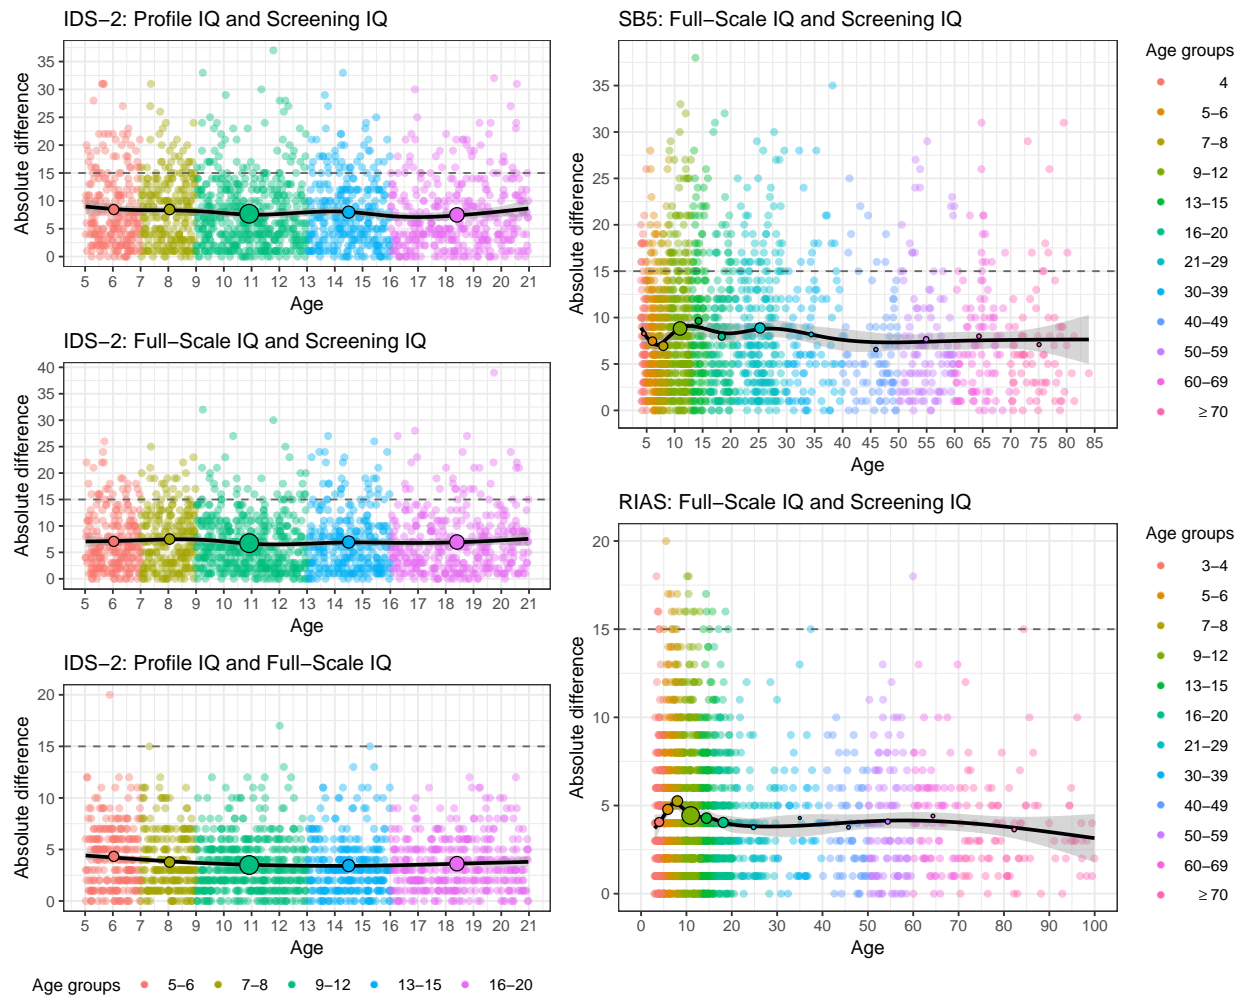 IDS−2: Profile IQ and Screening IQ
Absolute difference
35
30
25
20
15
10
5
0
5 6 7 8 9 10 11 12 13 14 15 16 17 18 19 20 21
Age
IDS−2: Full−Scale IQ and Screening IQ
Absolute difference
40
35
30
25
20
15
10
5
0
5 6 7 8 9 10 11 12 13 14 15 16 17 18 19 20 21
Age
IDS−2: Profile IQ and Full−Scale IQ
Absolute difference
20
15
10
5
0
5 6 7 8 9 10 11 12 13 14 15 16 17 18 19 20 21
Age
Age groups 5−6 7−8 9−12 13−15 16−20
SB5: Full−Scale IQ and Screening IQ
Absolute difference
35
30
25
20
15
10
5
0
5 10 15 20 25 30 35 40 45 50 55 60 65 70 75 80 85
Age
Age groups
4
5−6
7−8
9−12
13−15
16−20
21−29
30−39
40−49
50−59
60−69
≥ 70
RIAS: Full−Scale IQ and Screening IQ
Absolute difference
20
15
10
5
0
0 10 20 30 40 50 60 70 80 90 100
Age
Age groups
3−4
5−6
7−8
9−12
13−15
16−20
21−29
30−39
40−49
50−59
60−69
≥ 70